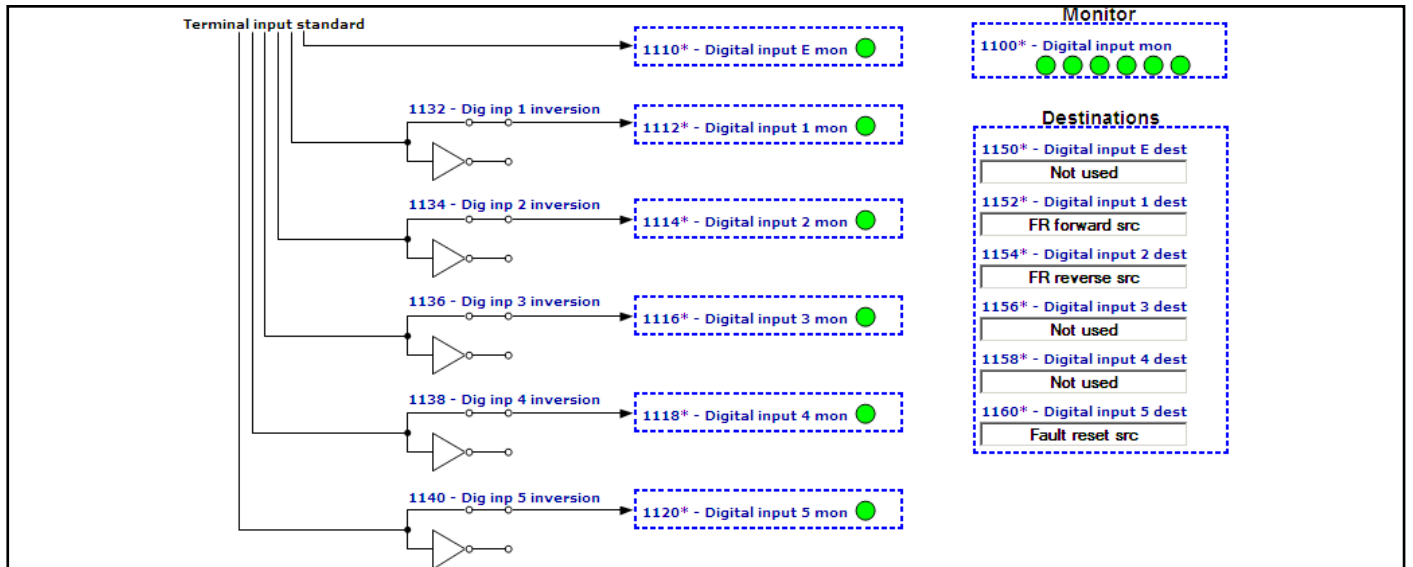 Terminal input standard
1110* - Digital input E mon
1132 - Dig inp 1 inversion
1112* - Digital input 1 mon
1134 - Dig inp 2 inversion
1114* - Digital input 2 mon
1136 - Dig inp 3 inversion
1116* - Digital input 3 mon
1138 - Dig inp 4 inversion
1118* - Digital input 4 mon
1140 - Dig inp 5 inversion
1120* - Digital input 5 mon
Monitor
1100* - Digital input mon
Destinations
1150* - Digital input E dest
Not used
1152* - Digital input 1 dest
FR forward src
1154* - Digital input 2 dest
FR reverse src
1156* - Digital input 3 dest
Not used
1158* - Digital input 4 dest
Not used
1160* - Digital input 5 dest
Fault reset src